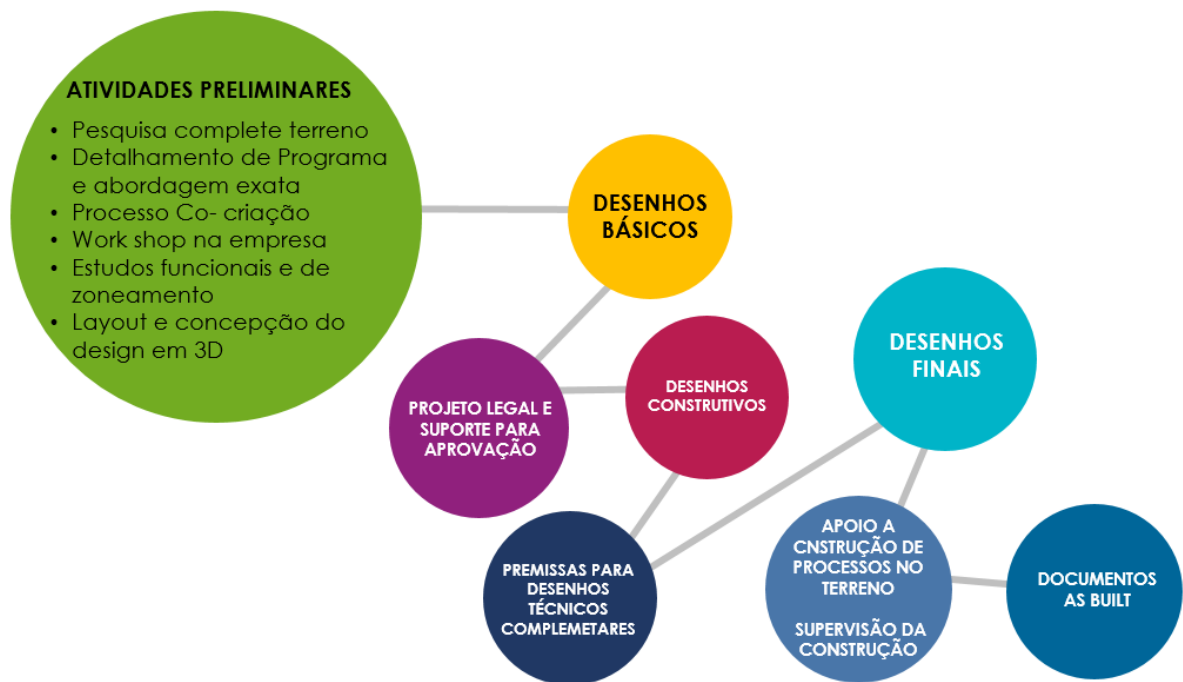 ATIVIDADES PRELIMINARES
• Pesquisa complete terreno
• Detalhamento de Programa
e abordagem exata
• Processo Co- criação
• Work shop na empresa
• Estudos funcionais e de
zoneamento
• Layout e concepção do
design em 3D
DESENHOS
BÁSICOS
PROJETO LEGAL E
SUPORTE PARA
APROVAÇÃO
DESENHOS
CONSTRUTIVOS
PREMISSAS PARA
DESENHOS
TÉCNICOS
COMPLEMETARES
DESENHOS
FINAIS
APOIO A
CNSTRUÇÃO DE
PROCESSOS NO
TERRENO
SUPERVISÃO DA
CONSTRUÇÃO
DOCUMENTOS
AS BUILT